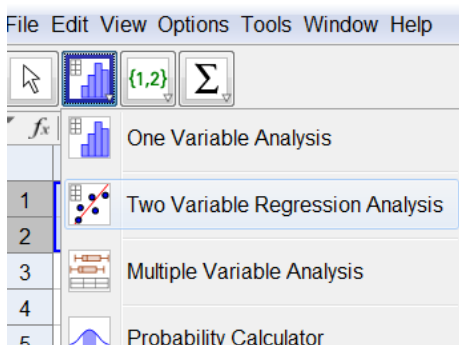 File Edit View Options Tools Window Help
{1,2} Σ
fx
One Variable Analysis
1 Two Variable Regression Analysis
2
3 Multiple Variable Analysis
4
5 Probability Calculator